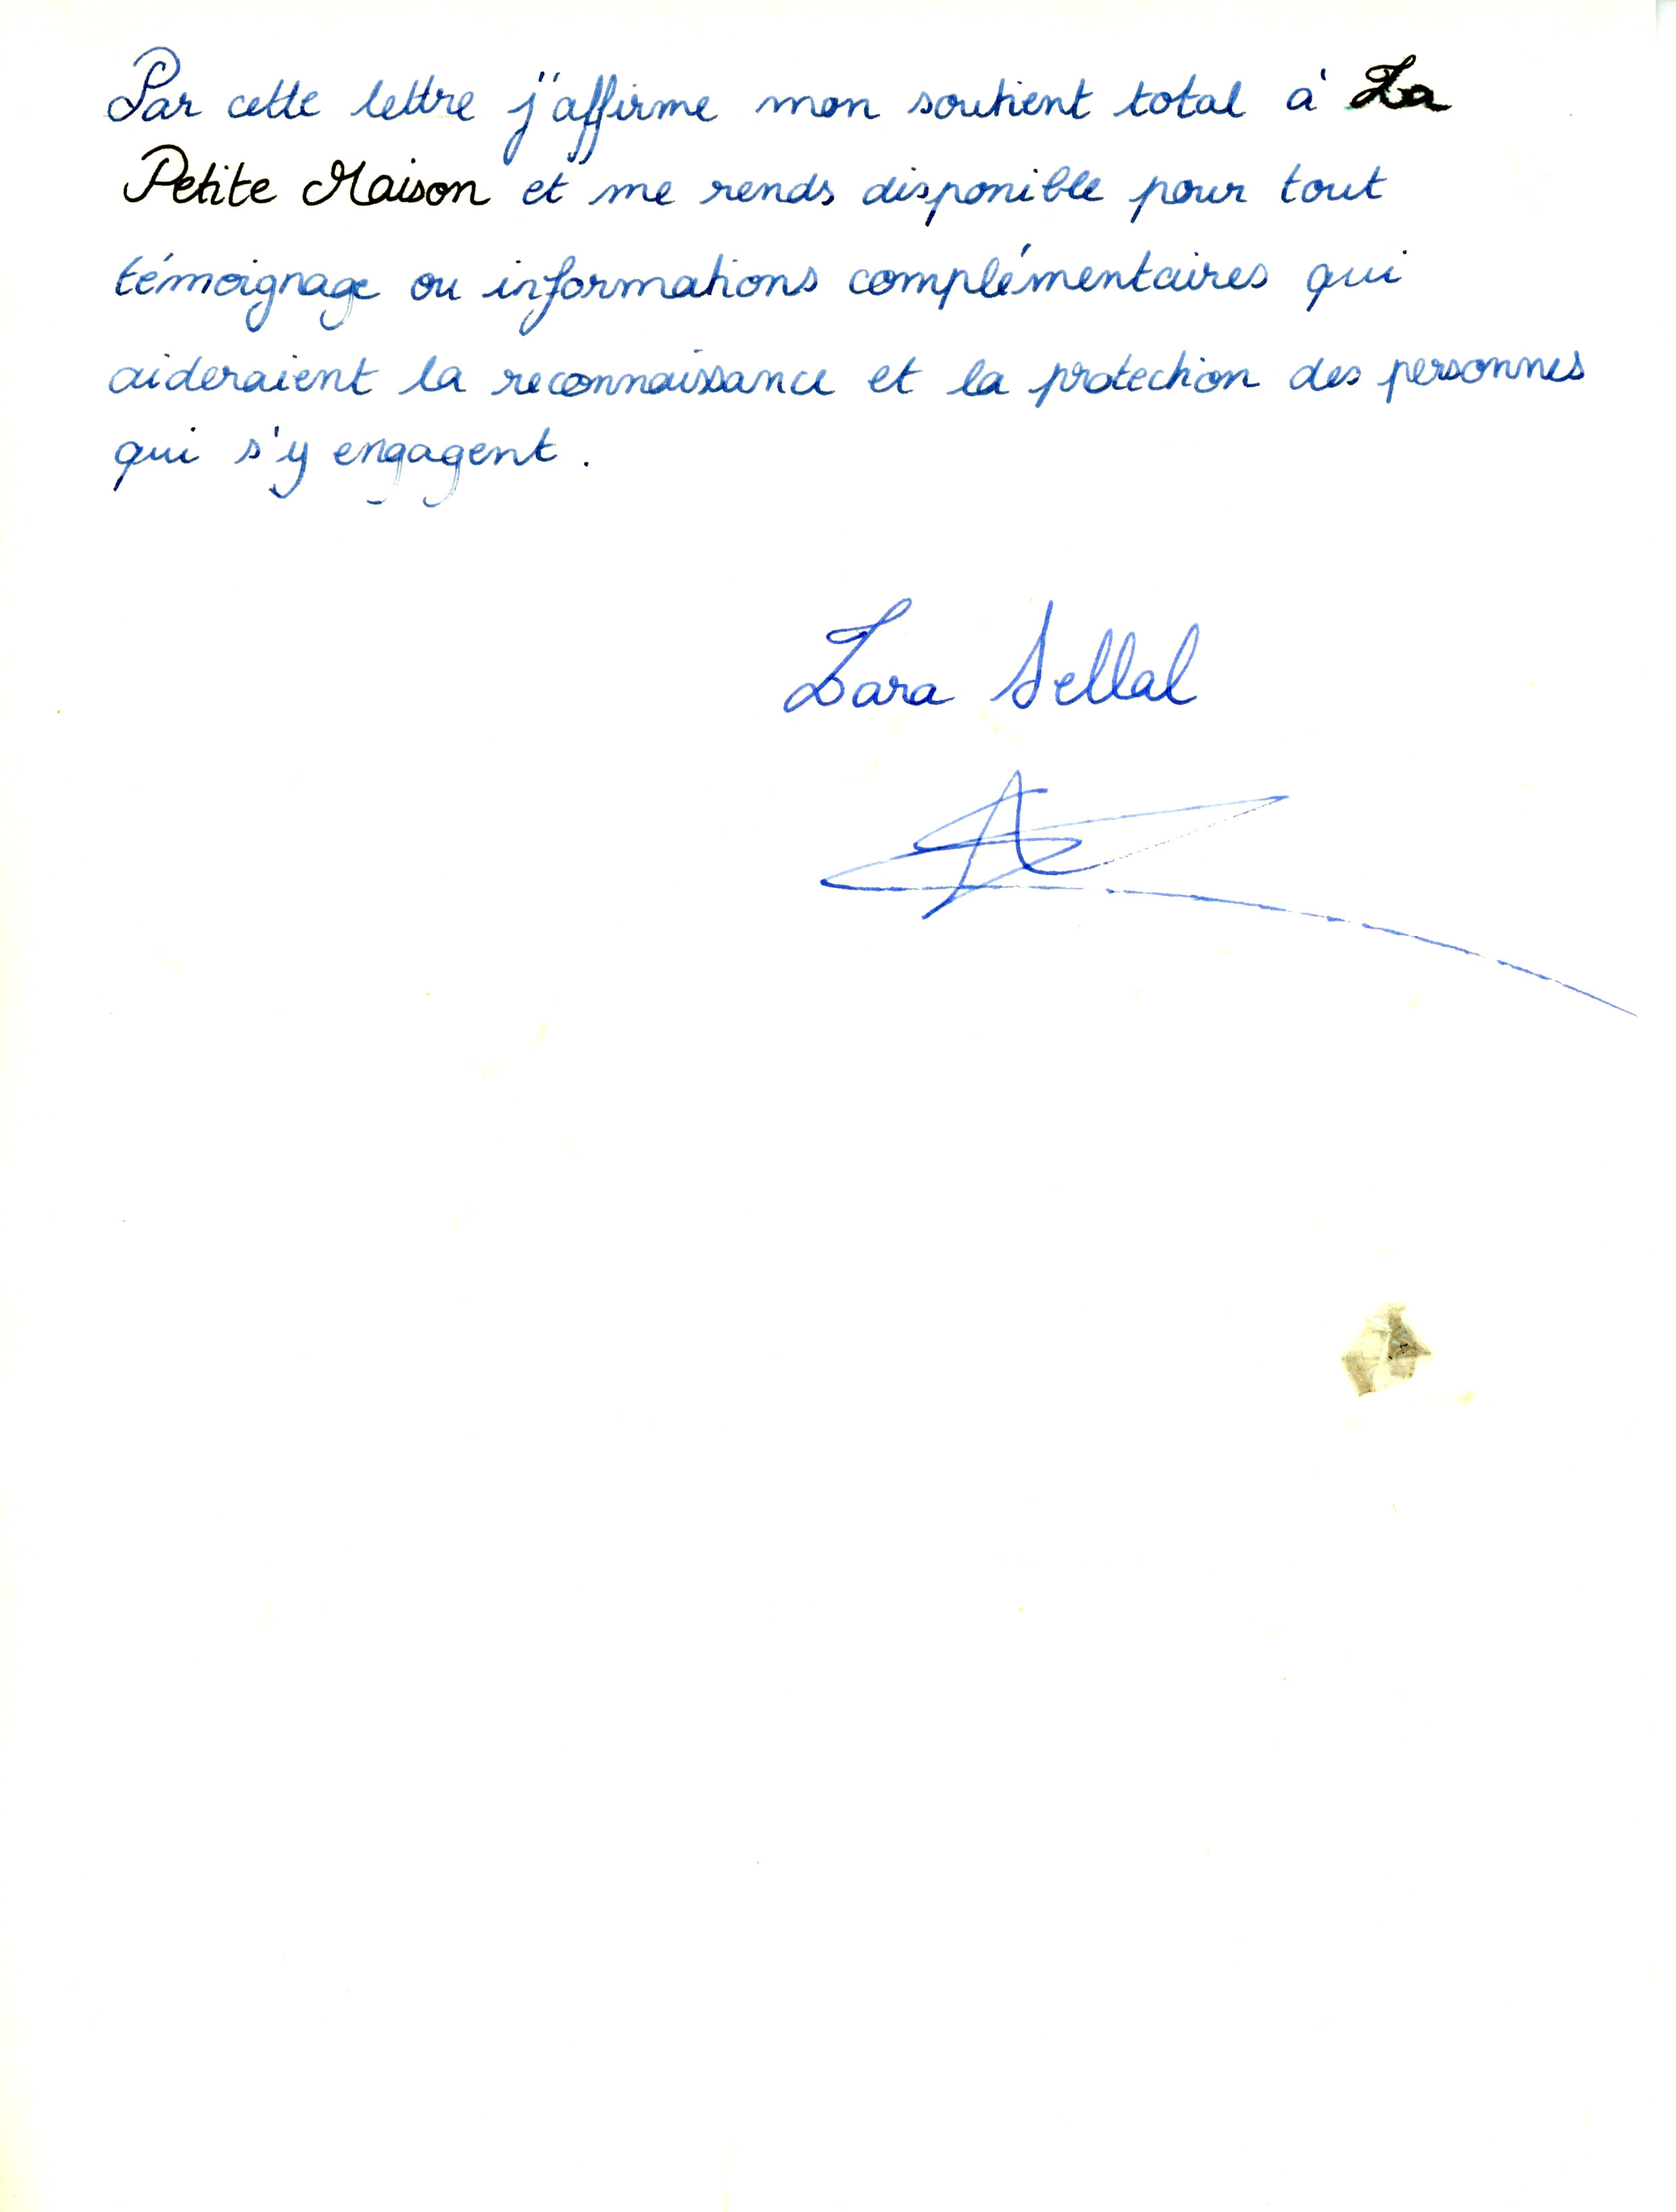 Par cette lettre j'affirme mon soutient total à La
Petite Maison et me rends disponible pour tout
témoignage ou informations complémentaires qui
aideraient la reconnaissance et la protection des personnes
qui s'y engagent.
Lara Sellal